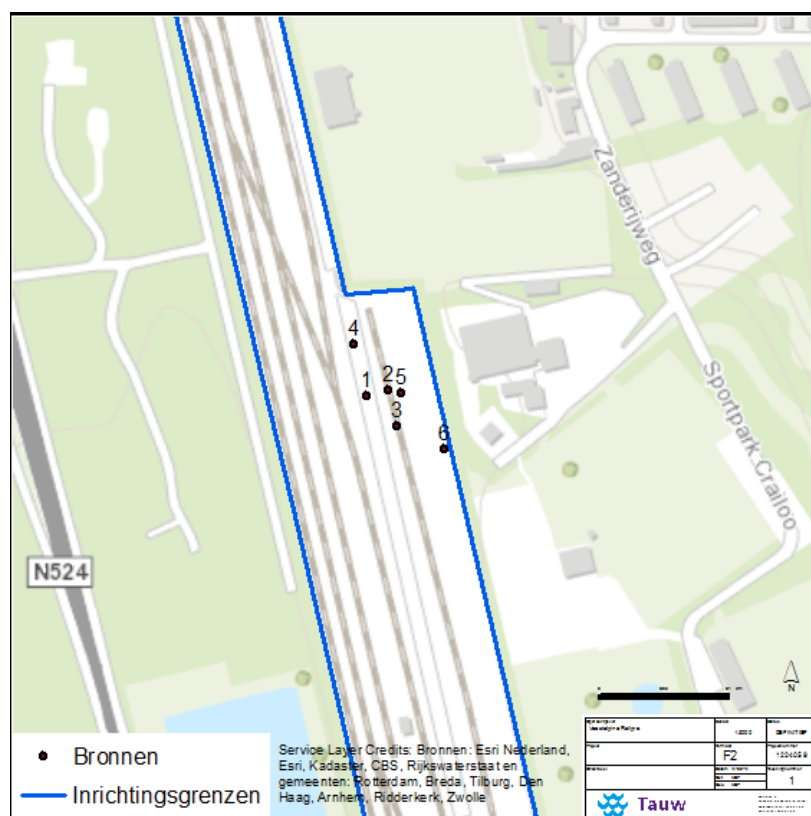 Zanderijweg
4
2
5
1
3
6
Sportpark Crailoo
N524
N
Bronnen
Inrichtingsgrenzen
Service Layer Credits: Bronnen: Esri Nederland,
Esri, Kadaster, CBS, Rijkswaterstaat en
gemeenten: Rotterdam, Breda, Tilburg, Den
Haag, Arnhem, Ridderkerk, Zwolle
DEFINITIEF
F2
1
Tauw